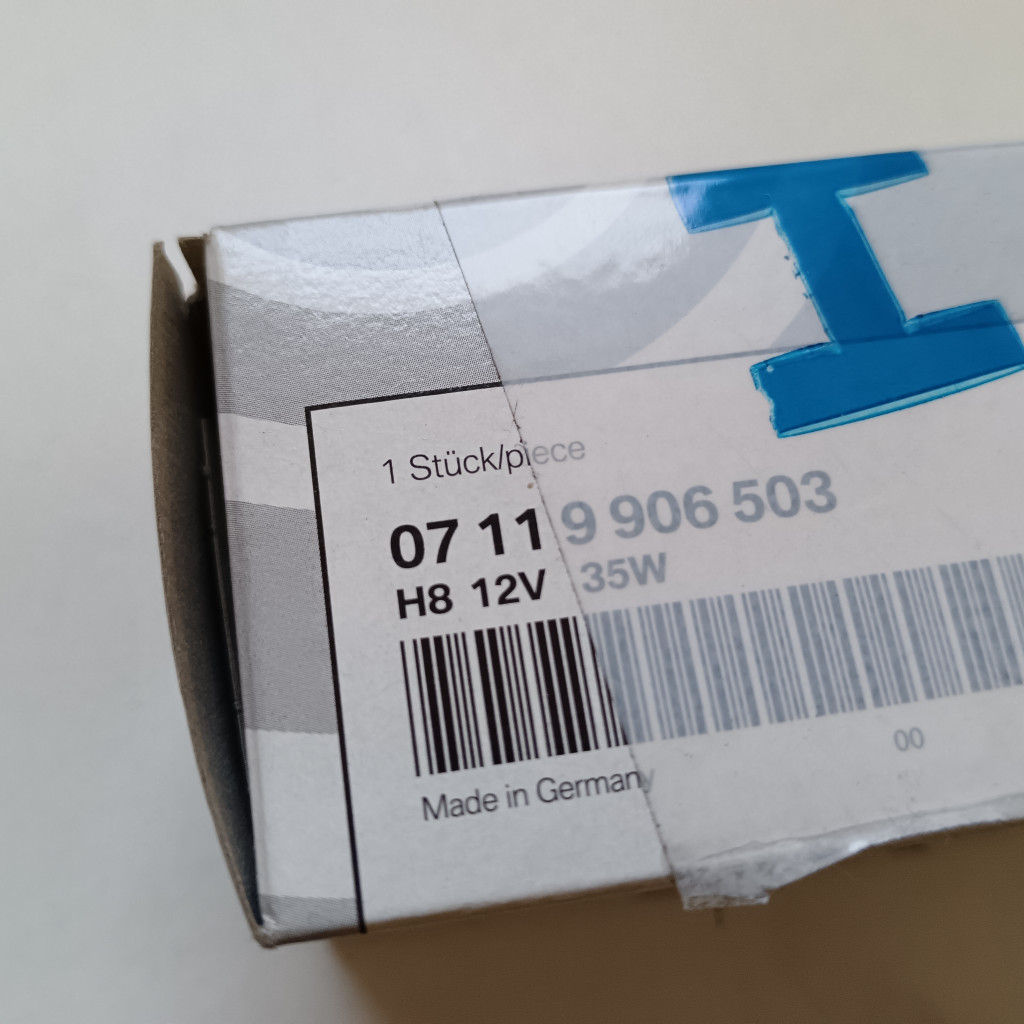 1 Stück/piece
07 11 9 906 503
H8 12V 35W
00
Made in Germany